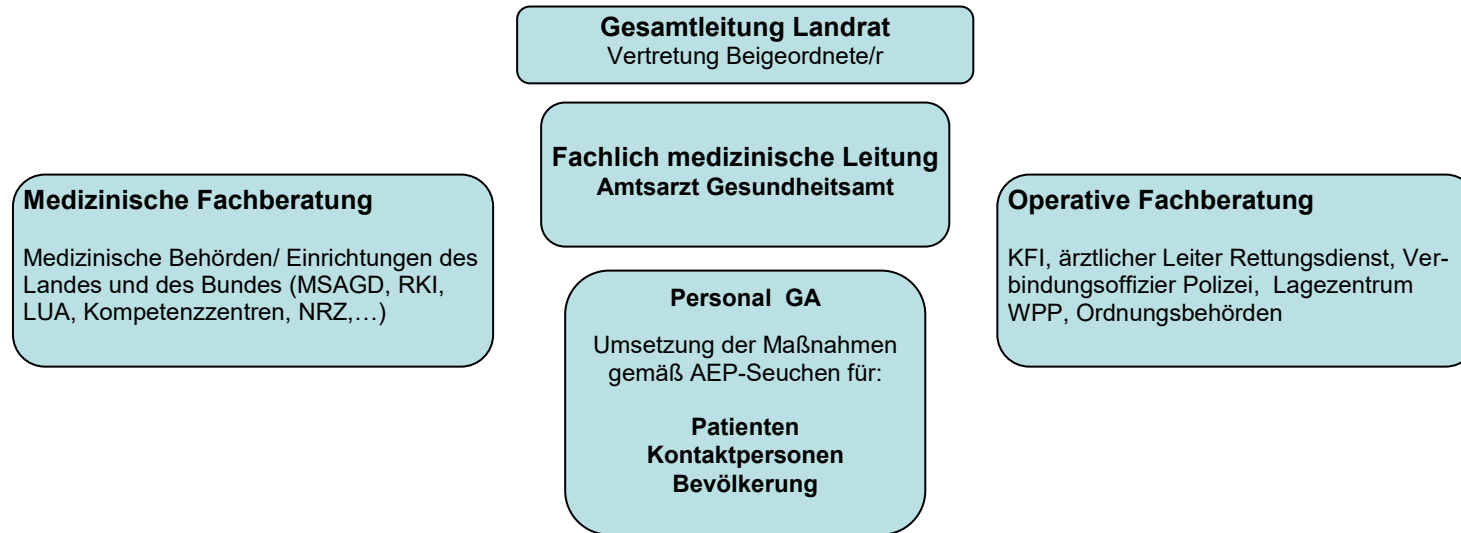 Gesamtleitung Landrat
Vertretung Beigeordnete/r
Fachlich medizinische Leitung
Amtsarzt Gesundheitsamt
Medizinische Fachberatung
Medizinische Behörden/ Einrichtungen des
Landes und des Bundes (MSAGD, RKI,
LUA, Kompetenzzentren, NRZ,…)
Operative Fachberatung
KFI, ärztlicher Leiter Rettungsdienst, Ver-
bindungsoffizier Polizei, Lagezentrum
WPP, Ordnungsbehörden
Personal GA
Umsetzung der Maßnahmen
gemäß AEP-Seuchen für:
Patienten
Kontaktpersonen
Bevölkerung